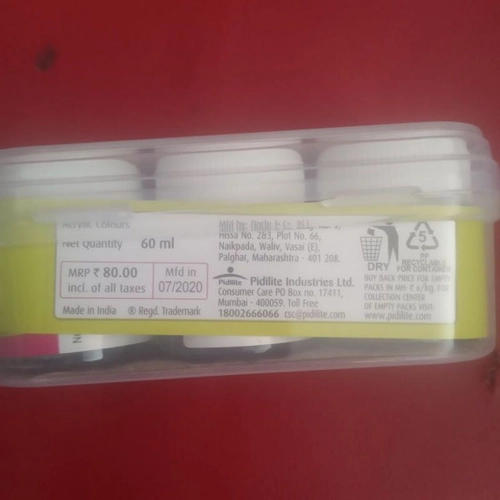 Acrylic Colours
Net Quantity 60 ml
MRP ₹ 80.00
incl. of all taxes
Mfd in
07/2020
Made in India ® Regd. Trademark
Mfd by:
Hissa No. 283, Plot No. 66,
Naikpada, Waliv, Vasai (E),
Palghar, Maharashtra - 401 208.
Pidilite Pidilite Industries Ltd.
Consumer Care PO Box no. 17411,
Mumbai - 400059. Toll Free
18002666066 csc@pidilite.com
DRY
5
PP
RECYCLABLE
FOR CONTAINER
BUY BACK PRICE FOR EMPTY
PACKS IN MH: ₹ 6/kg. FOR
COLLECTION CENTER
OF EMPTY PACKS VISIT:
www.pidilite.com